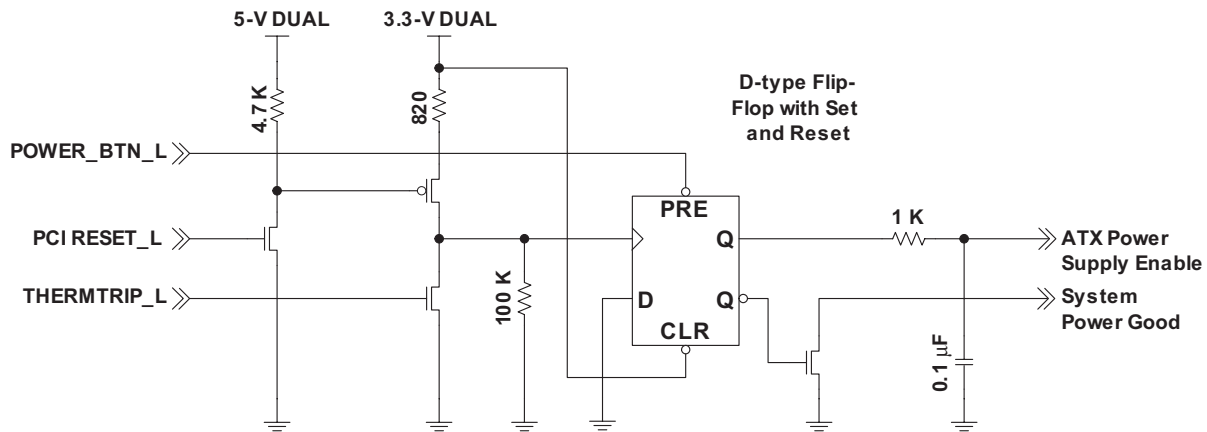 5-V DUAL
3.3-V DUAL
4.7 K
820
D-type Flip-
Flop with Set
and Reset
POWER_BTN_L
PRE
PCI RESET_L
Q
1 K
ATX Power
Supply Enable
THERMTRIP_L
100 K
D
Q
CLR
System
Power Good
0.1 μF